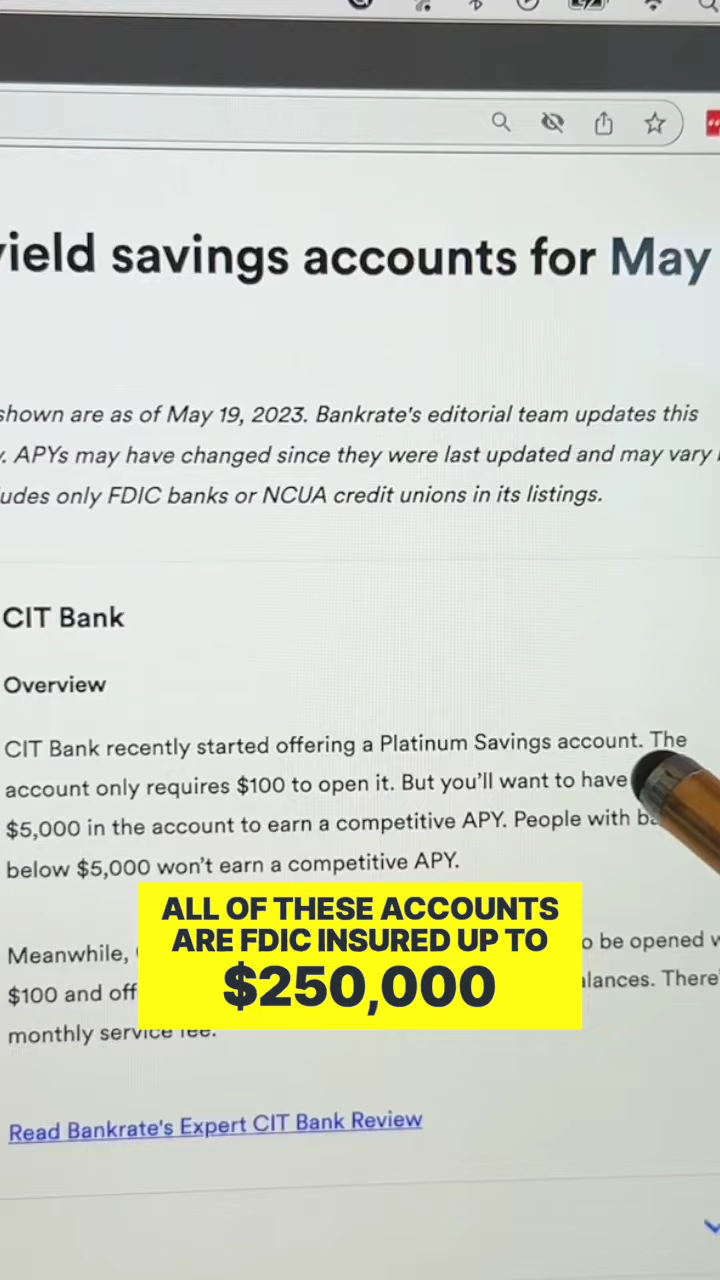 yield savings accounts for May
shown are as of May 19, 2023. Bankrate's editorial team updates this
APYs may have changed since they were last updated and may vary
only FDIC banks or NCUA credit unions in its listings.
CIT Bank
Overview
CIT Bank recently started offering a Platinum Savings account. The
account only requires $100 to open it. But you'll want to have
$5,000 in the account to earn a competitive APY. People with
below $5,000 won't earn a competitive APY.
ALL OF THESE ACCOUNTS
ARE FDIC INSURED UP TO
$250,000
Meanwhile, o be opened
$100 and off alances. There'
monthly service fee.
Read Bankrate's Expert CIT Bank Review